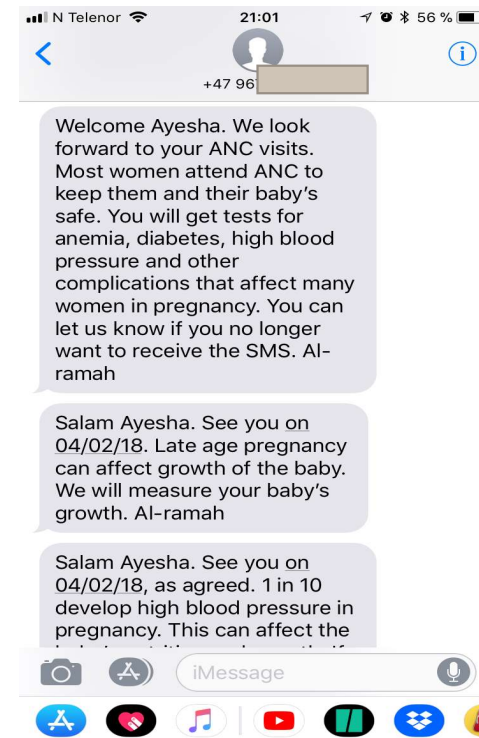 N Telenor 21:01 56 %
+47 96
Welcome Ayesha. We look
forward to your ANC visits.
Most women attend ANC to
keep them and their baby's
safe. You will get tests for
anemia, diabetes, high blood
pressure and other
complications that affect many
women in pregnancy. You can
let us know if you no longer
want to receive the SMS. Al-
ramah
Salam Ayesha. See you on
04/02/18. Late age pregnancy
can affect growth of the baby.
We will measure your baby's
growth. Al-ramah
Salam Ayesha. See you on
04/02/18, as agreed. 1 in 10
develop high blood pressure in
pregnancy. This can affect the
iMessage